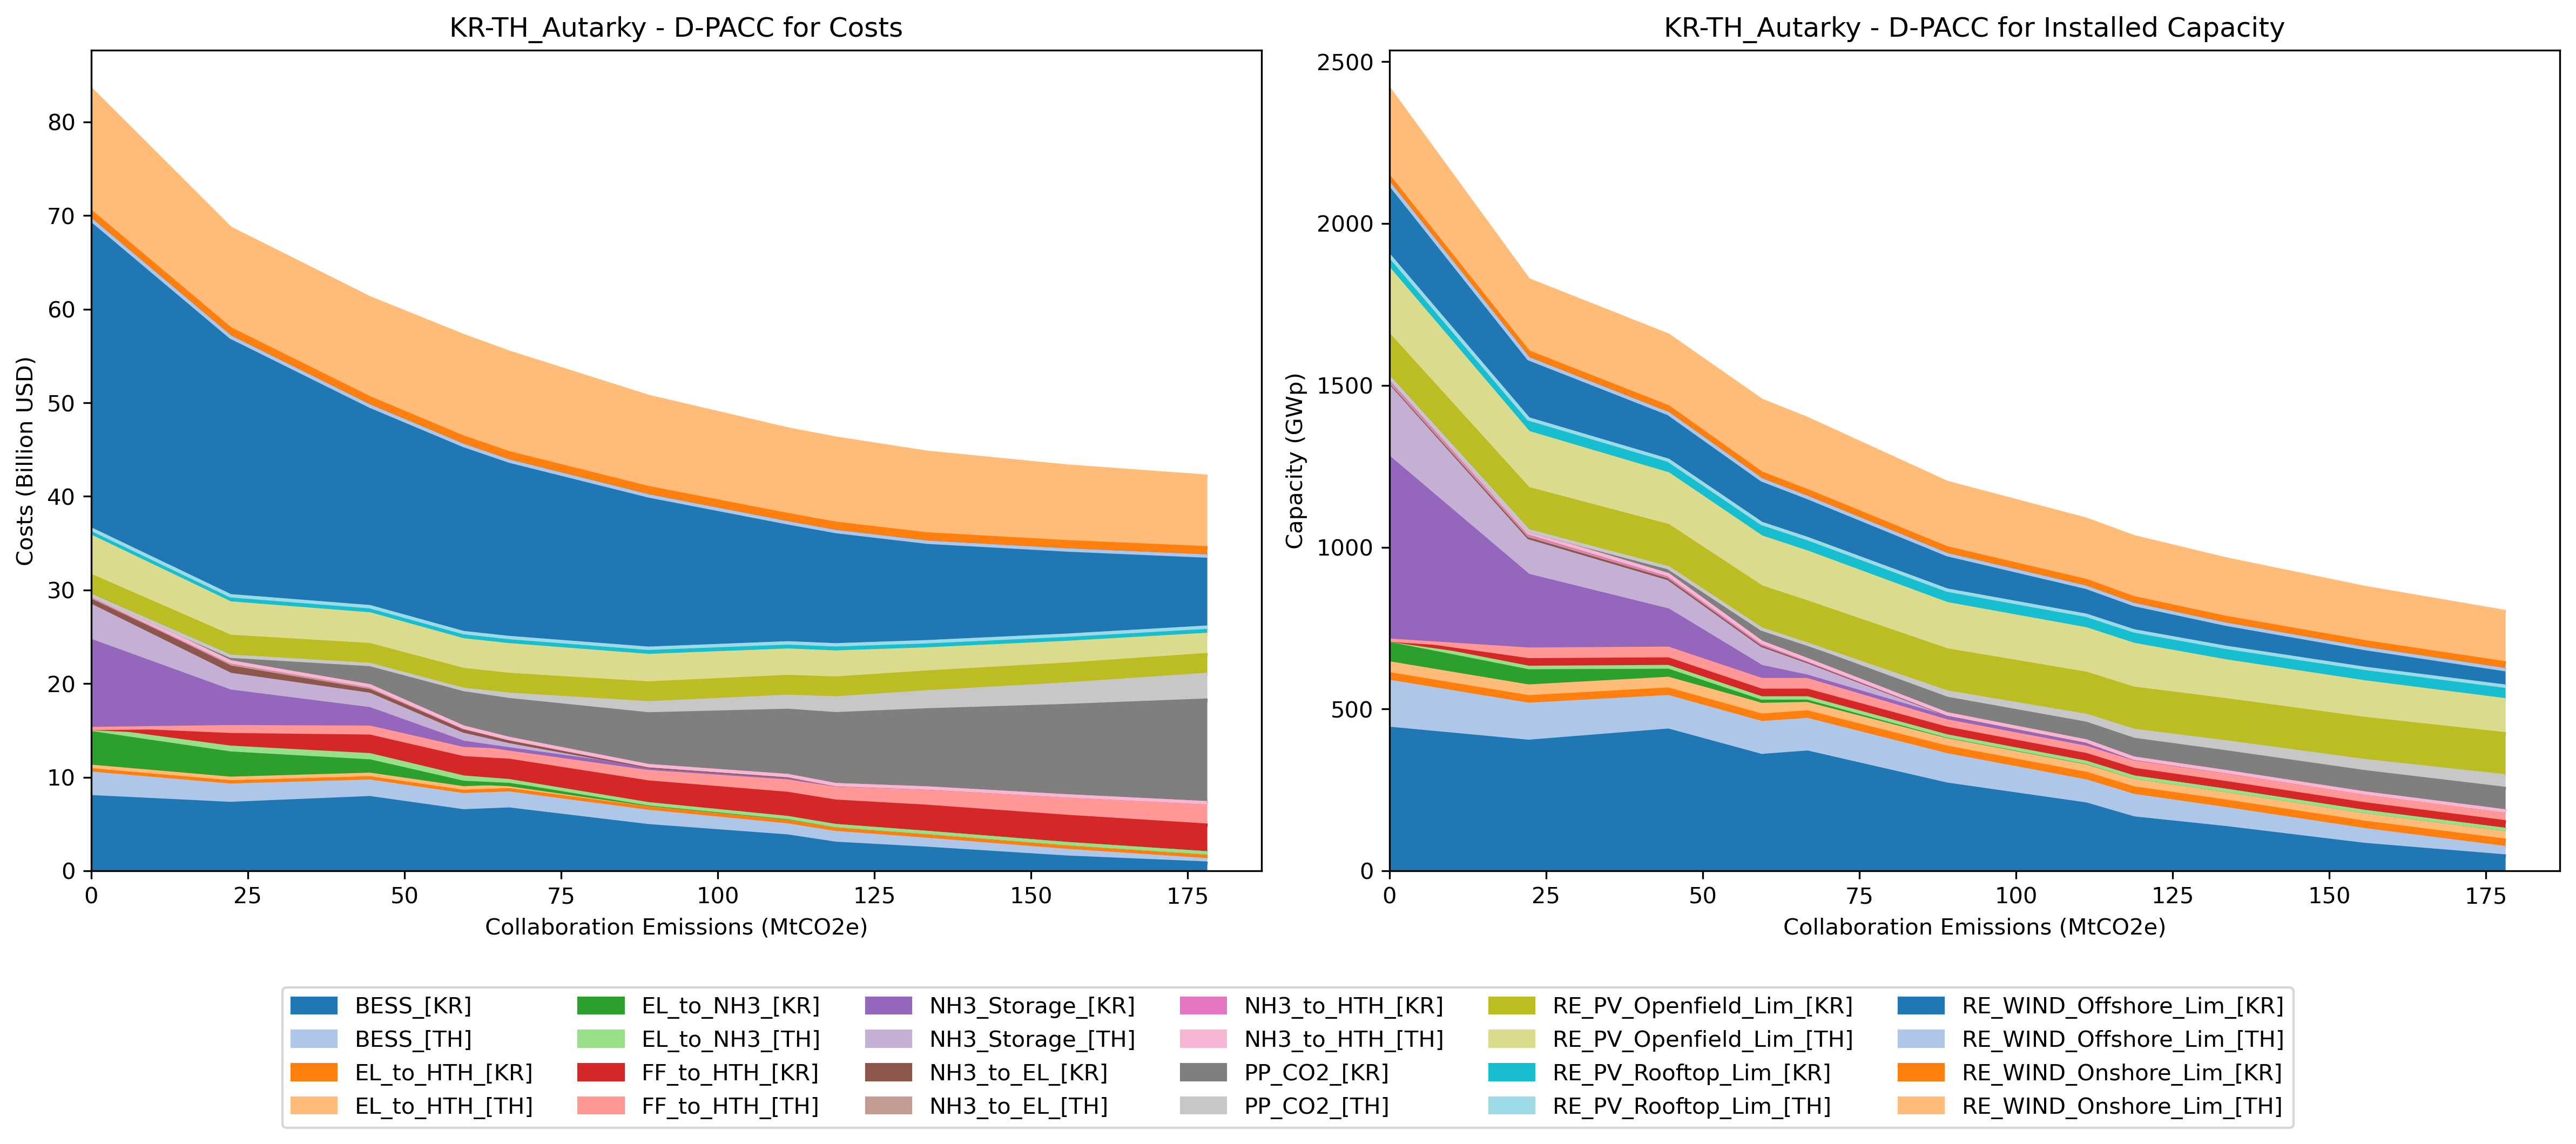 KR-TH_Autarky - D-PACC for Costs
80
70
60
50
40
30
20
10
0
Costs (Billion USD)
0 25 50 75 100 125 150 175
Collaboration Emissions (MtCO2e)
KR-TH_Autarky - D-PACC for Installed Capacity
2500
2000
1500
1000
500
0
Capacity (GWp)
0 25 50 75 100 125 150 175
Collaboration Emissions (MtCO2e)
BESS_[KR]
BESS_[TH]
EL_to_HTH_[KR]
EL_to_HTH_[TH]
EL_to_NH3_[KR]
EL_to_NH3_[TH]
FF_to_HTH_[KR]
FF_to_HTH_[TH]
NH3_Storage_[KR]
NH3_Storage_[TH]
NH3_to_EL_[KR]
NH3_to_EL_[TH]
NH3_to_HTH_[KR]
NH3_to_HTH_[TH]
PP_CO2_[KR]
PP_CO2_[TH]
RE_PV_Openfield_Lim_[KR]
RE_PV_Openfield_Lim_[TH]
RE_PV_Rooftop_Lim_[KR]
RE_PV_Rooftop_Lim_[TH]
RE_WIND_Offshore_Lim_[KR]
RE_WIND_Offshore_Lim_[TH]
RE_WIND_Onshore_Lim_[KR]
RE_WIND_Onshore_Lim_[TH]